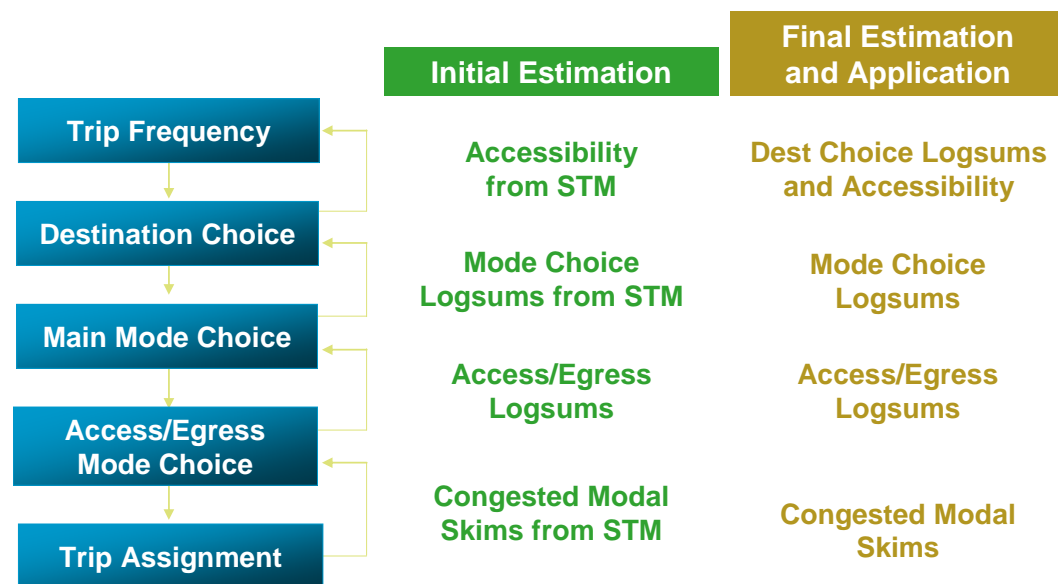 Initial Estimation
Final Estimation
and Application
Trip Frequency
Accessibility
from STM
Dest Choice Logsums
and Accessibility
Destination Choice
Mode Choice
Logsums from STM
Mode Choice
Logsums
Main Mode Choice
Access/Egress
Logsums
Access/Egress
Logsums
Access/Egress
Mode Choice
Congested Modal
Skims from STM
Congested Modal
Skims
Trip Assignment